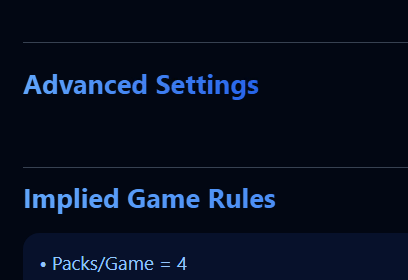 Advanced Settings
Implied Game Rules
• Packs/Game = 4